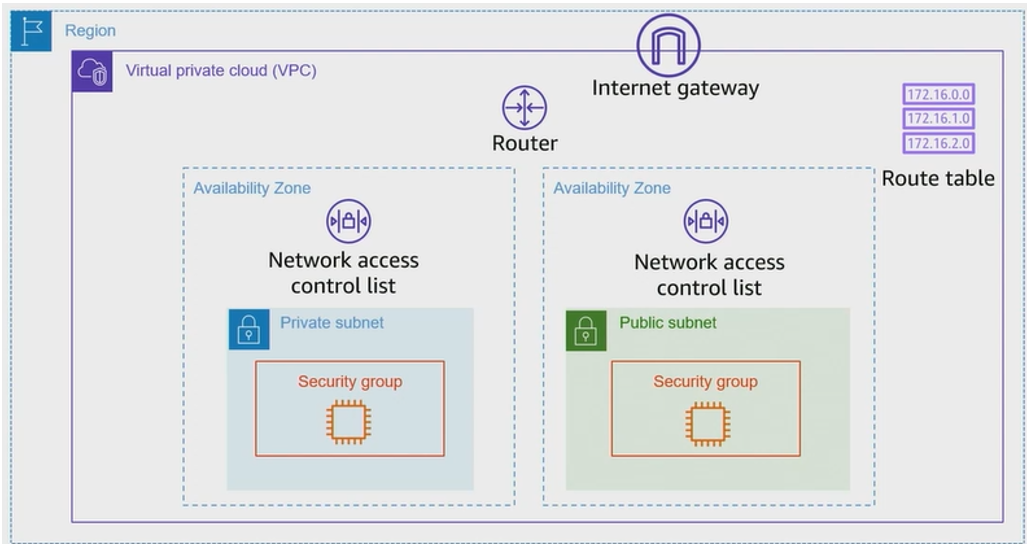 Region
Virtual private cloud (VPC)
Internet gateway
Router
172.16.0.0
172.16.1.0
172.16.2.0
Route table
Availability Zone
Network access
control list
Private subnet
Security group
Availability Zone
Network access
control list
Public subnet
Security group